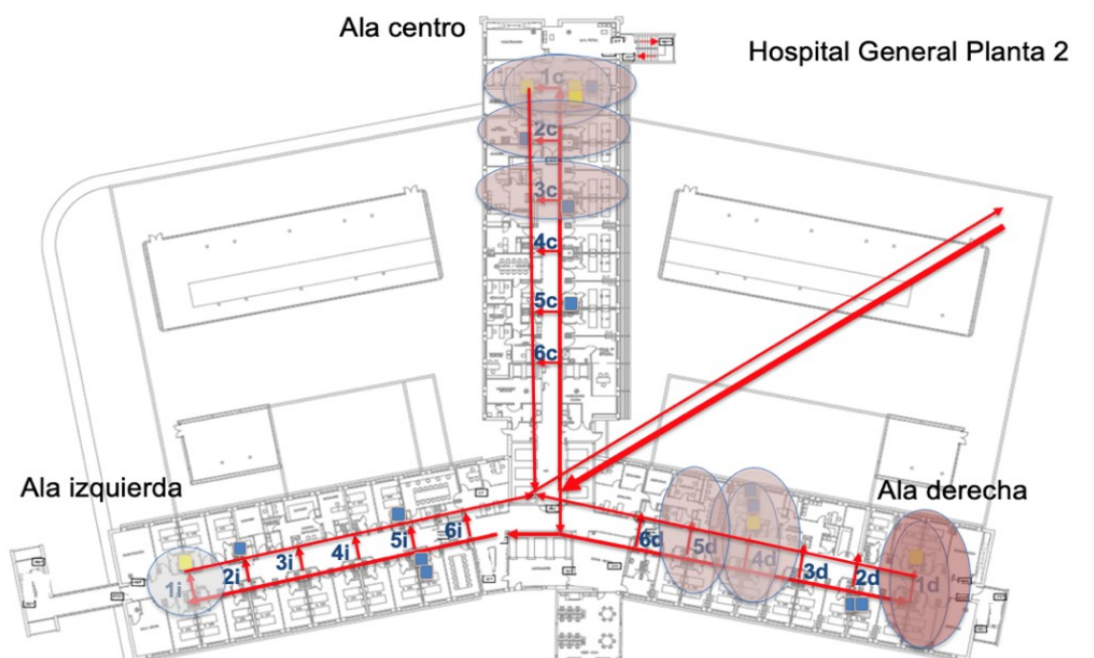 Ala centro
Hospital General Planta 2
1c
2c
3c
4c
5c
6c
Ala izquierda
Ala derecha
1i
2i
3i
4i
5i
6i
6d
5d
4d
3d
2d
1d